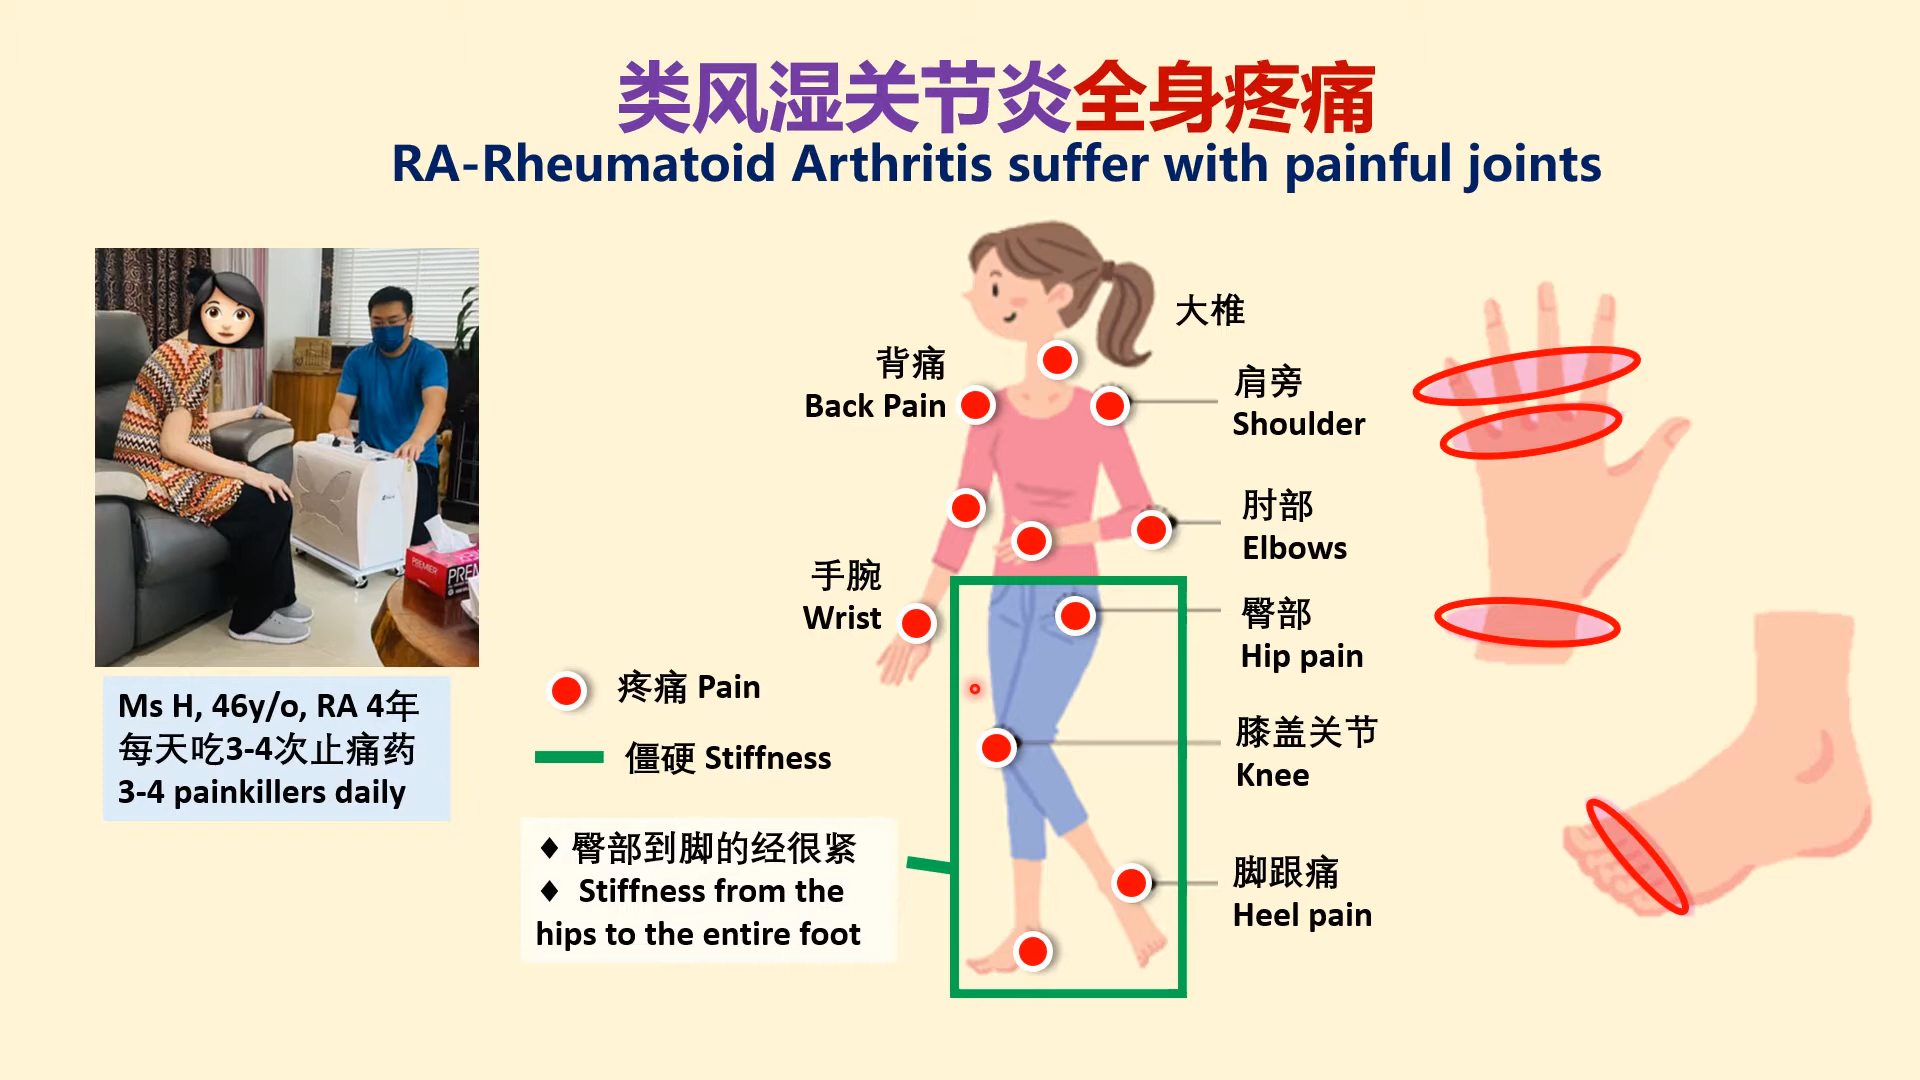 类风湿关节炎全身疼痛
RA-Rheumatoid Arthritis suffer with painful joints
Ms H, 46y/o, RA 4年
每天吃3-4次止痛药
3-4 painkillers daily
背痛
Back Pain
手腕
Wrist
疼痛 Pain
僵硬 Stiffness
♦ 臀部到脚的经很紧
♦ Stiffness from the
hips to the entire foot
大椎
肩旁
Shoulder
肘部
Elbows
臀部
Hip pain
膝盖关节
Knee
脚跟痛
Heel pain
PREMIER
PREM